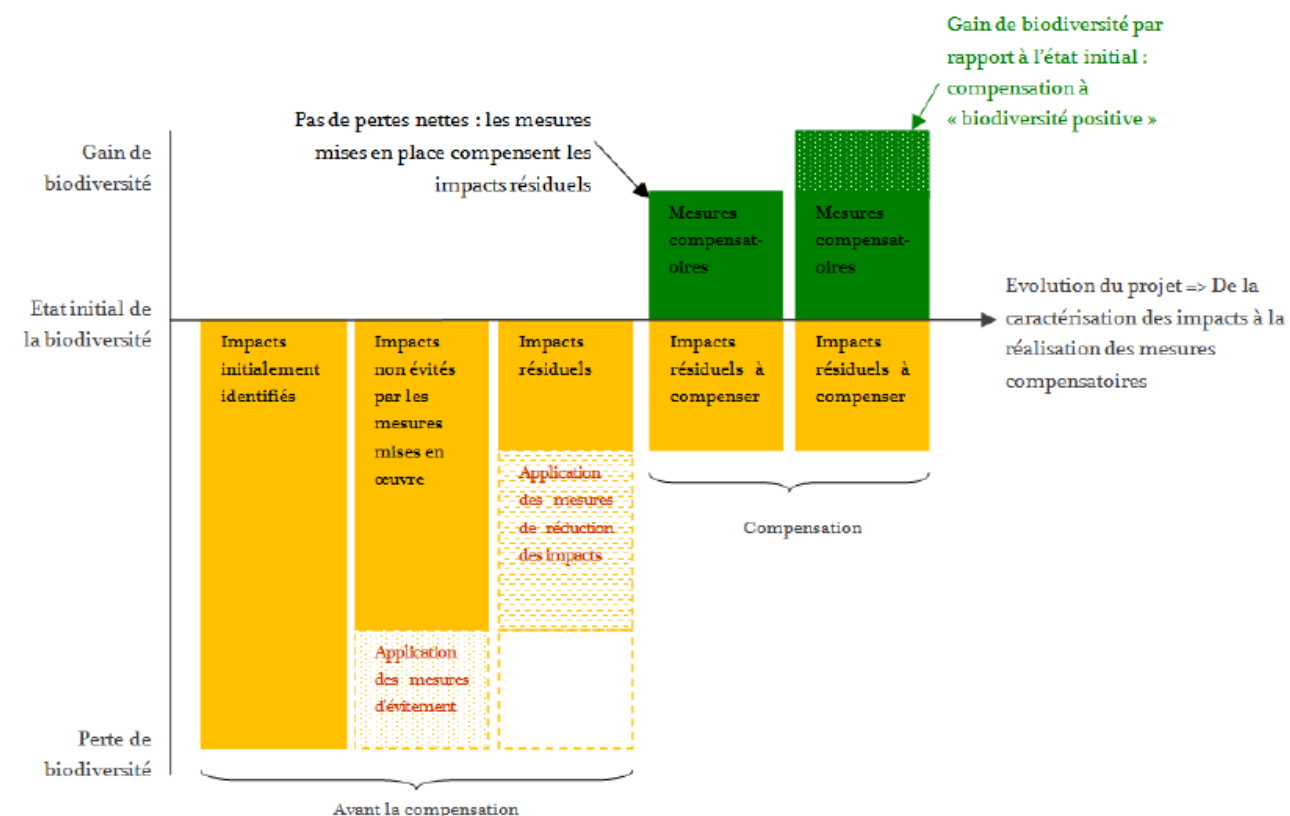 Gain de biodiversité par
rapport à l'état initial :
compensation à
« biodiversité positive »
Pas de pertes nettes : les mesures
mises en place compensent les
impacts résiduels
Gain de
biodiversité
Mesures
compensat-
oires
Mesures
compensat-
oires
Etat initial de
la biodiversité
Evolution du projet => De la
caractérisation des impacts à la
réalisation des mesures
compensatoires
Impacts
initialement
identifiés
Impacts
non évités
par les
mesures
mises en
œuvre
Impacts
résiduels
Impacts
résiduels à
compenser
Impacts
résiduels à
compenser
Application
des mesures
de réduction
des impacts
Compensation
Application
des mesures
d'évitement
Perte de
biodiversité
Avant la compensation